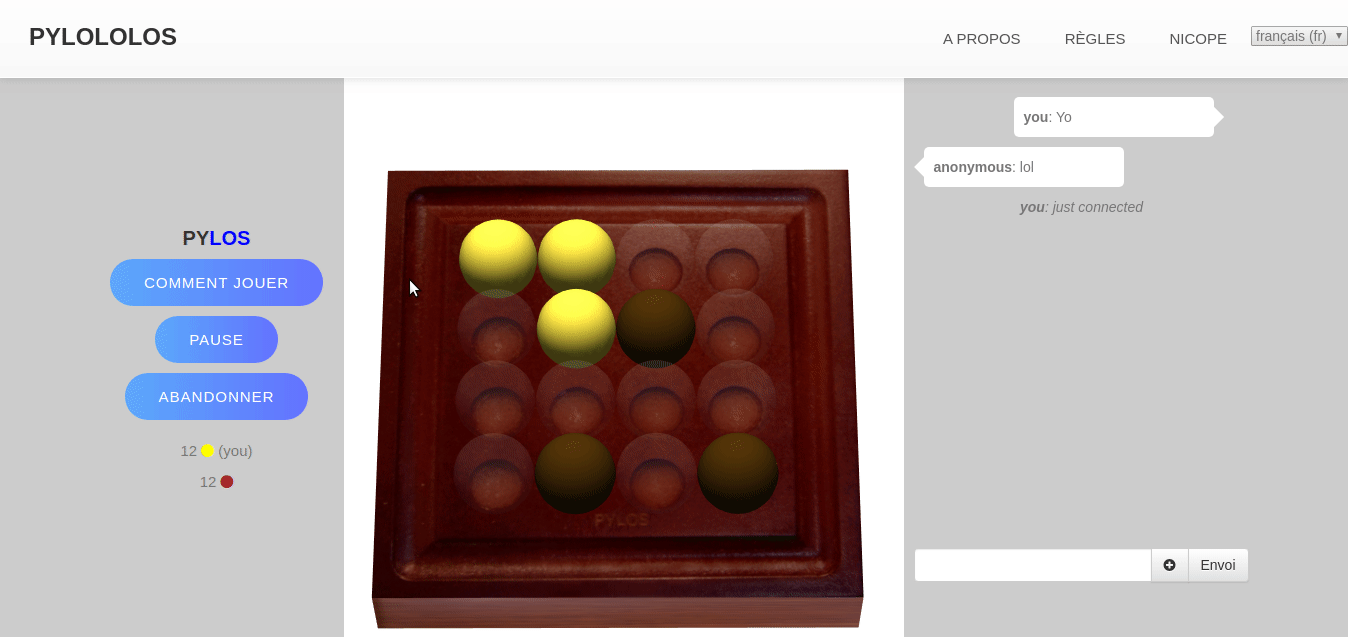 PYLOLOLOS
A PROPOS
RÈGLES
NICOPE
français (fr)
you: Yo
anonymous: lol
you: just connected
PYLOS
COMMENT JOUER
PAUSE
ABANDONNER
12 (you)
12
PYLOS
Envoi